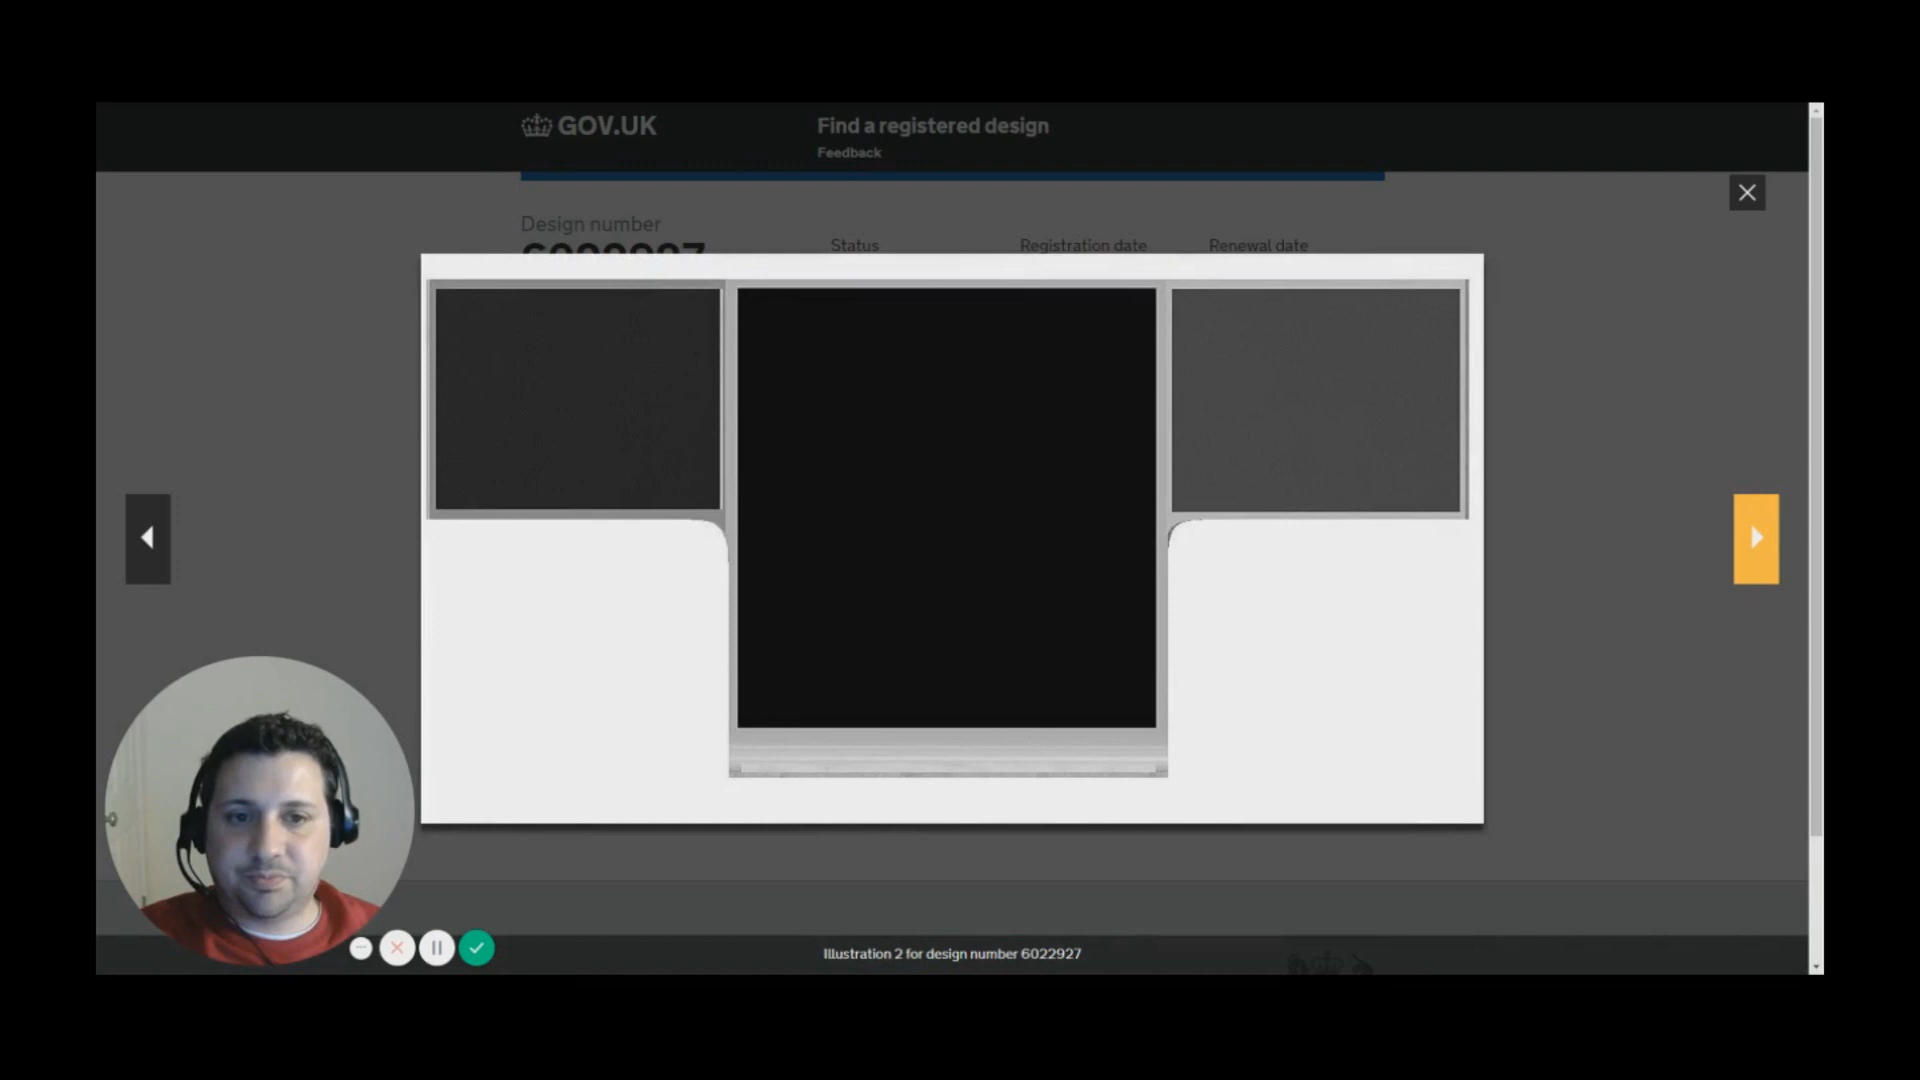 GOV.UK
Find a registered design
Feedback
Design number
6022927
Status
Registration date
Renewal date
Illustration 2 for design number 6022927